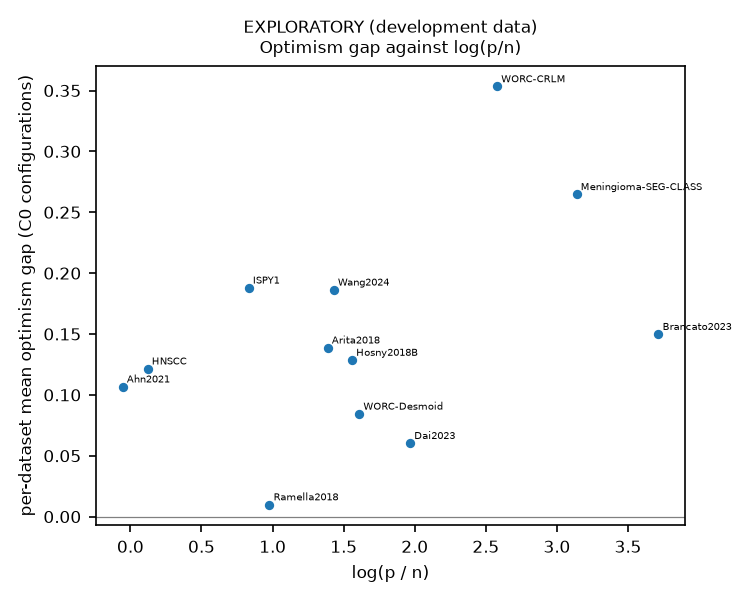 EXPLORATORY (development data)
Optimism gap against log(p/n)
per-dataset mean optimism gap (C0 configurations)
0.35
0.30
0.25
0.20
0.15
0.10
0.05
0.00
WORC-CRLM
Meningioma-SEG-CLASS
ISPY1
Wang2024
Brancato2023
Arita2018
Hosny2018B
HNSCC
Ahn2021
WORC-Desmoid
Dai2023
Ramella2018
0.0 0.5 1.0 1.5 2.0 2.5 3.0 3.5
log(p / n)